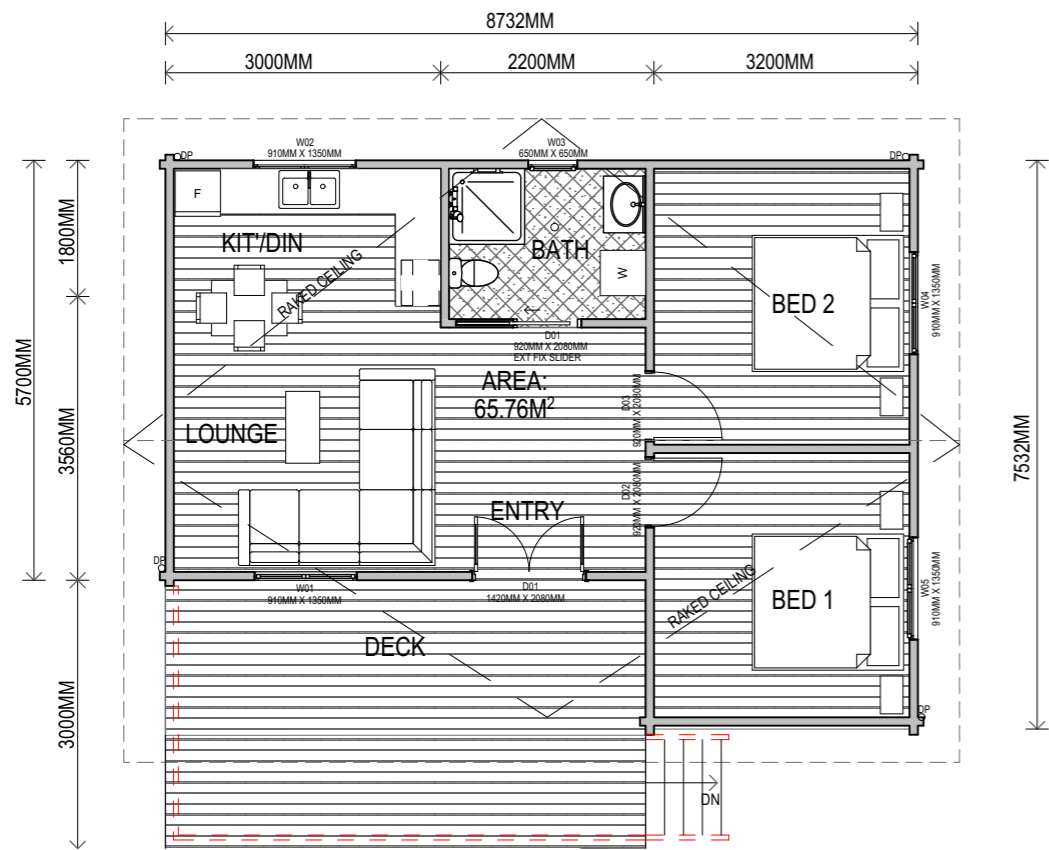 8732MM
3000MM
2200MM
3200MM
DP
W02
910MM X 1350MM
W03
650MM X 650MM
DP
1800MM
5700MM
3560MM
3000MM
7532MM
F
KIT'/DIN
RAKED CEILING
BATH
W
BED 2
W04
910MM X 1350MM
D01
920MM X 2080MM
EXT FIX SLIDER
AREA:
65.76M²
D03
920MM X 2080MM
LOUNGE
D02
920MM X 2080MM
ENTRY
DP
W01
910MM X 1350MM
D01
1420MM X 2080MM
RAKED CEILING
BED 1
W05
910MM X 1350MM
DECK
DP
DN